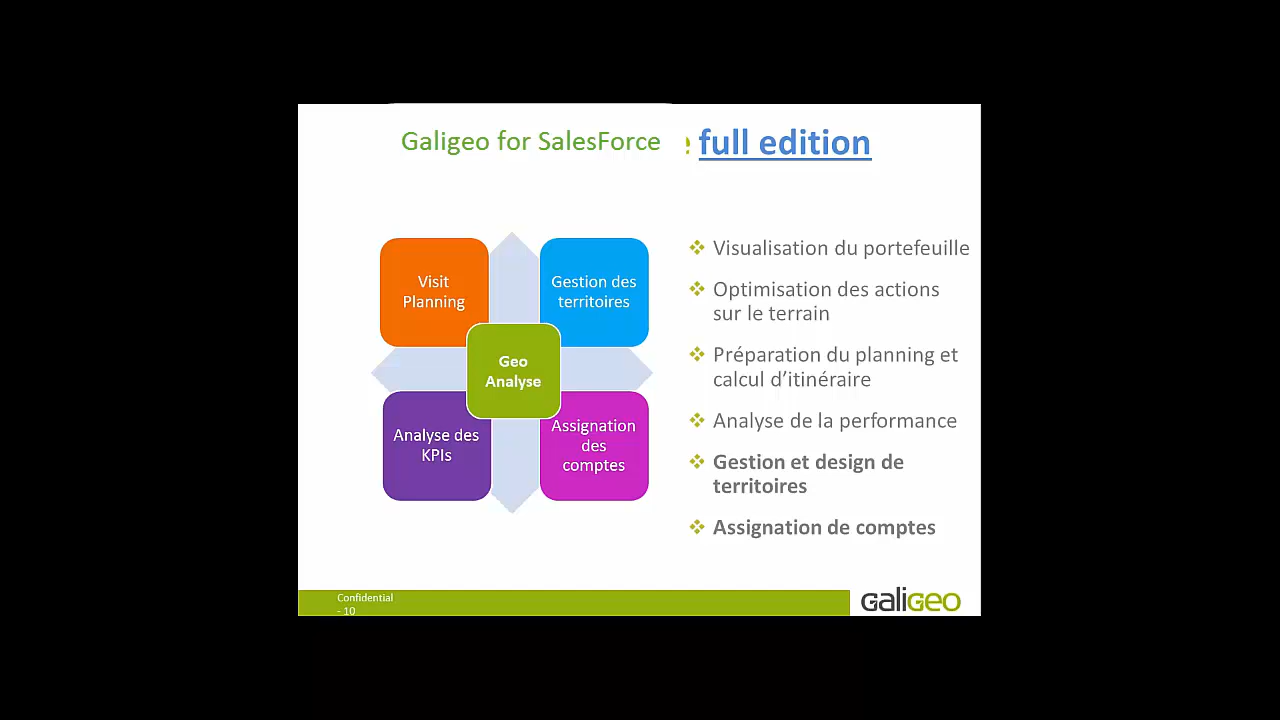 Galigeo for SalesForce full edition
Visit
Planning
Gestion des
territoires
Geo
Analyse
Analyse des
KPIs
Assignation
des
comptes
Visualisation du portefeuille
Optimisation des actions
sur le terrain
Préparation du planning et
calcul d’itinéraire
Analyse de la performance
Gestion et design de
territoires
Assignation de comptes
Confidential
- 10
GALIGEO